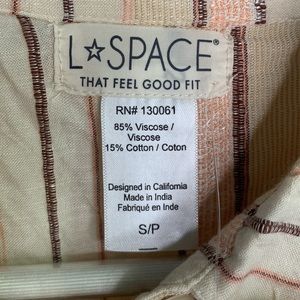 L☆SPACE®
THAT FEEL GOOD FIT
RN# 130061
85% Viscose /
Viscose
15% Cotton / Coton
Designed in California
Made in India
Fabriqué en Inde
S/P